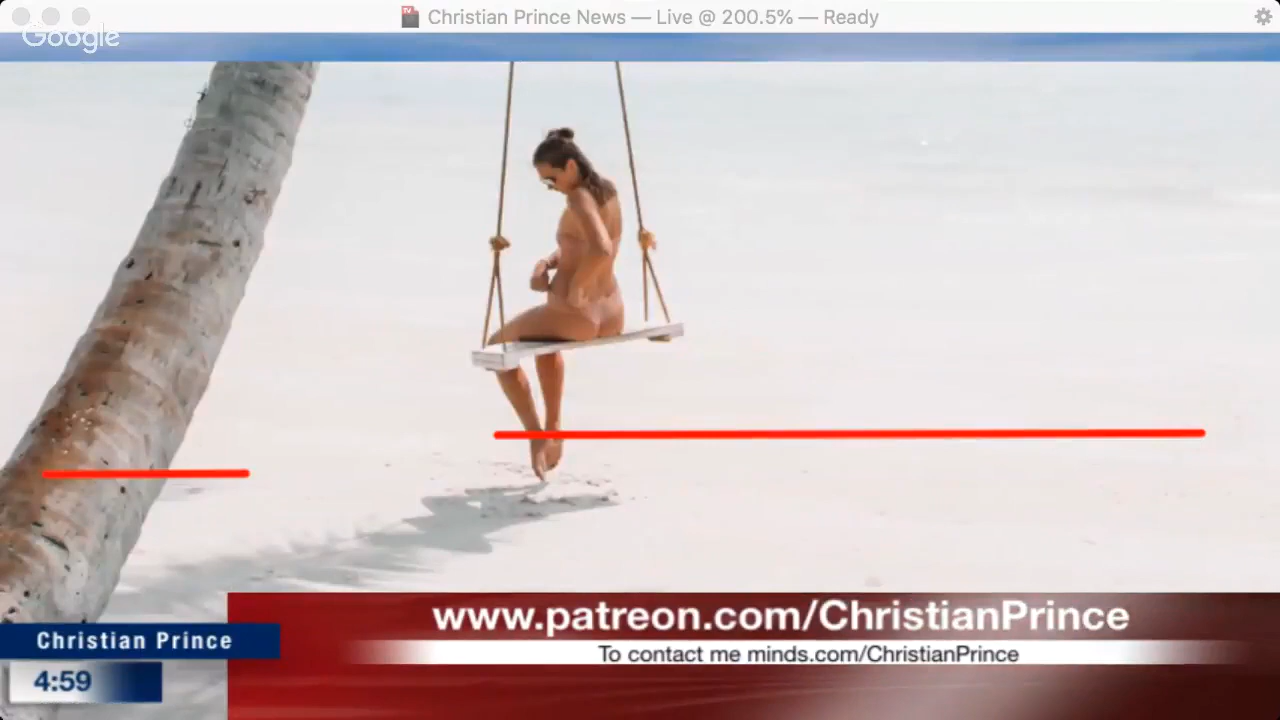 Christian Prince News — Live @ 200.5% — Ready
Google
www.patreon.com/ChristianPrince
Christian Prince
To contact me minds.com/ChristianPrince
4:59